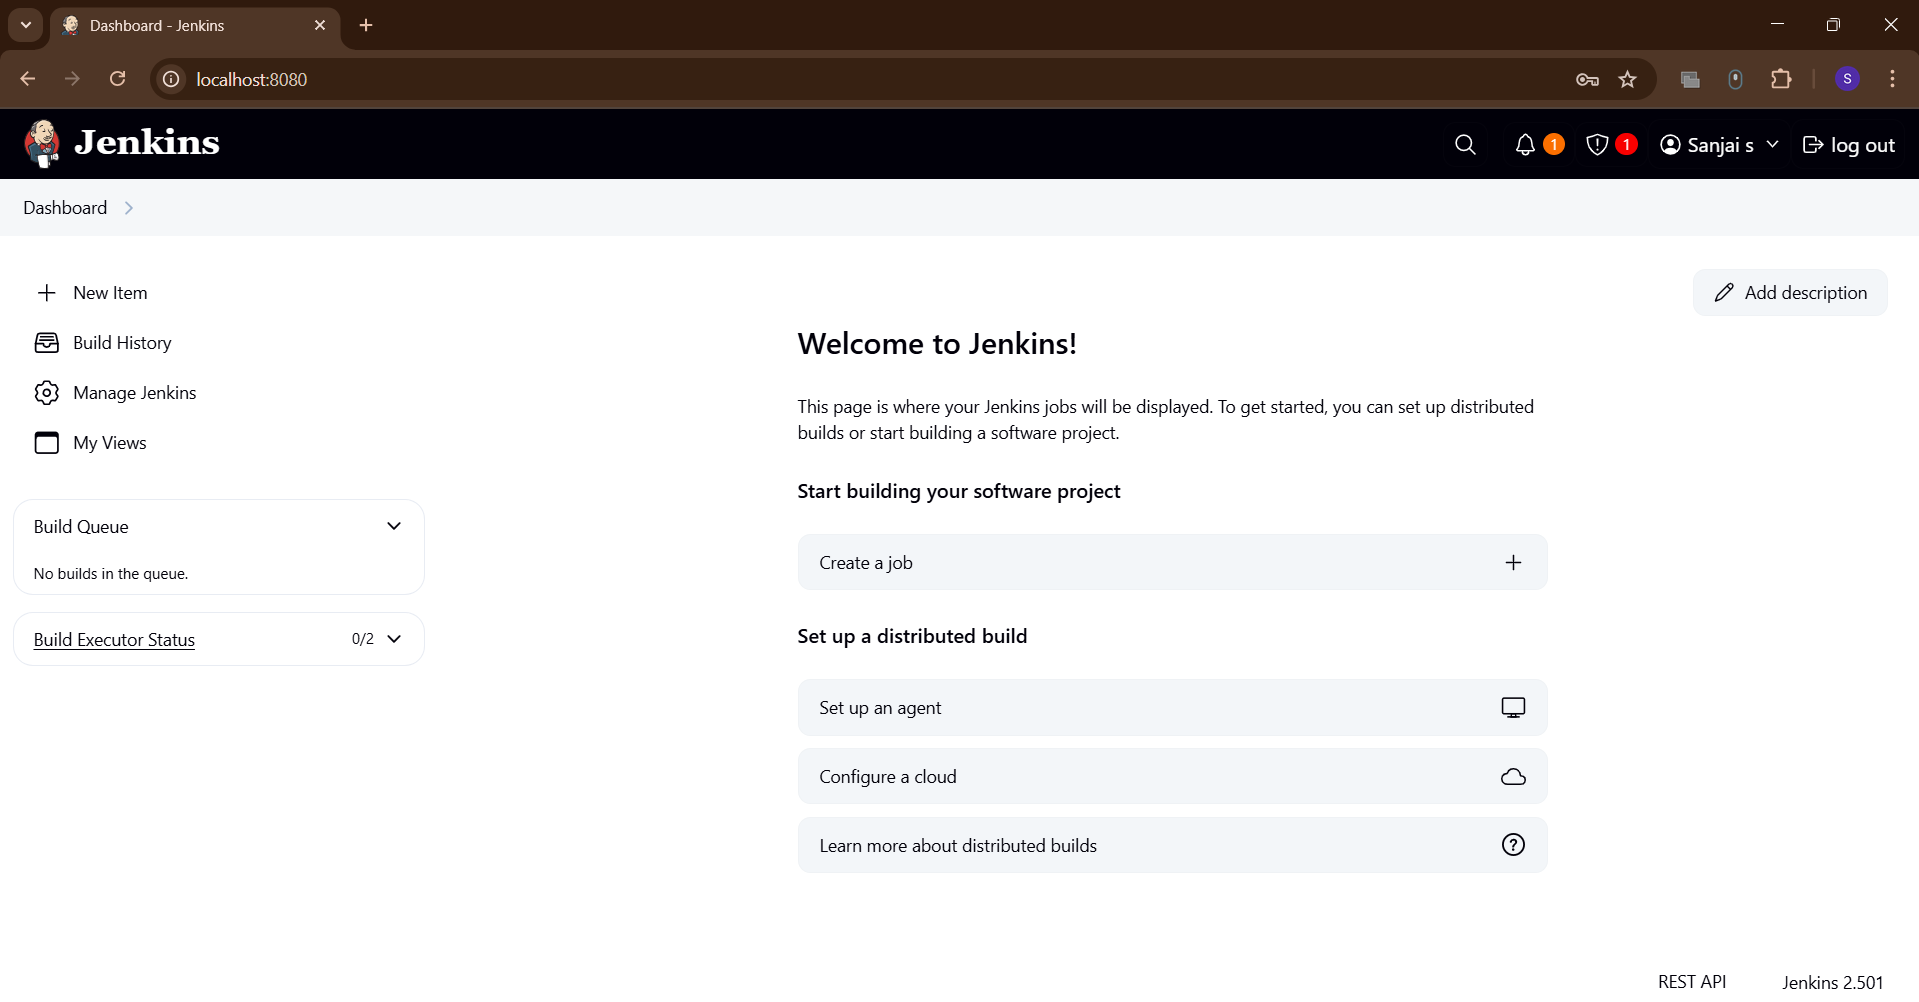 Dashboard - Jenkins
localhost:8080
S
Jenkins
1
1
Sanjai s
log out
Dashboard
New Item
Build History
Manage Jenkins
My Views
Build Queue
No builds in the queue.
Build Executor Status
0/2
Add description
Welcome to Jenkins!
This page is where your Jenkins jobs will be displayed. To get started, you can set up distributed
builds or start building a software project.
Start building your software project
Create a job
Set up a distributed build
Set up an agent
Configure a cloud
Learn more about distributed builds
REST API
Jenkins 2.501